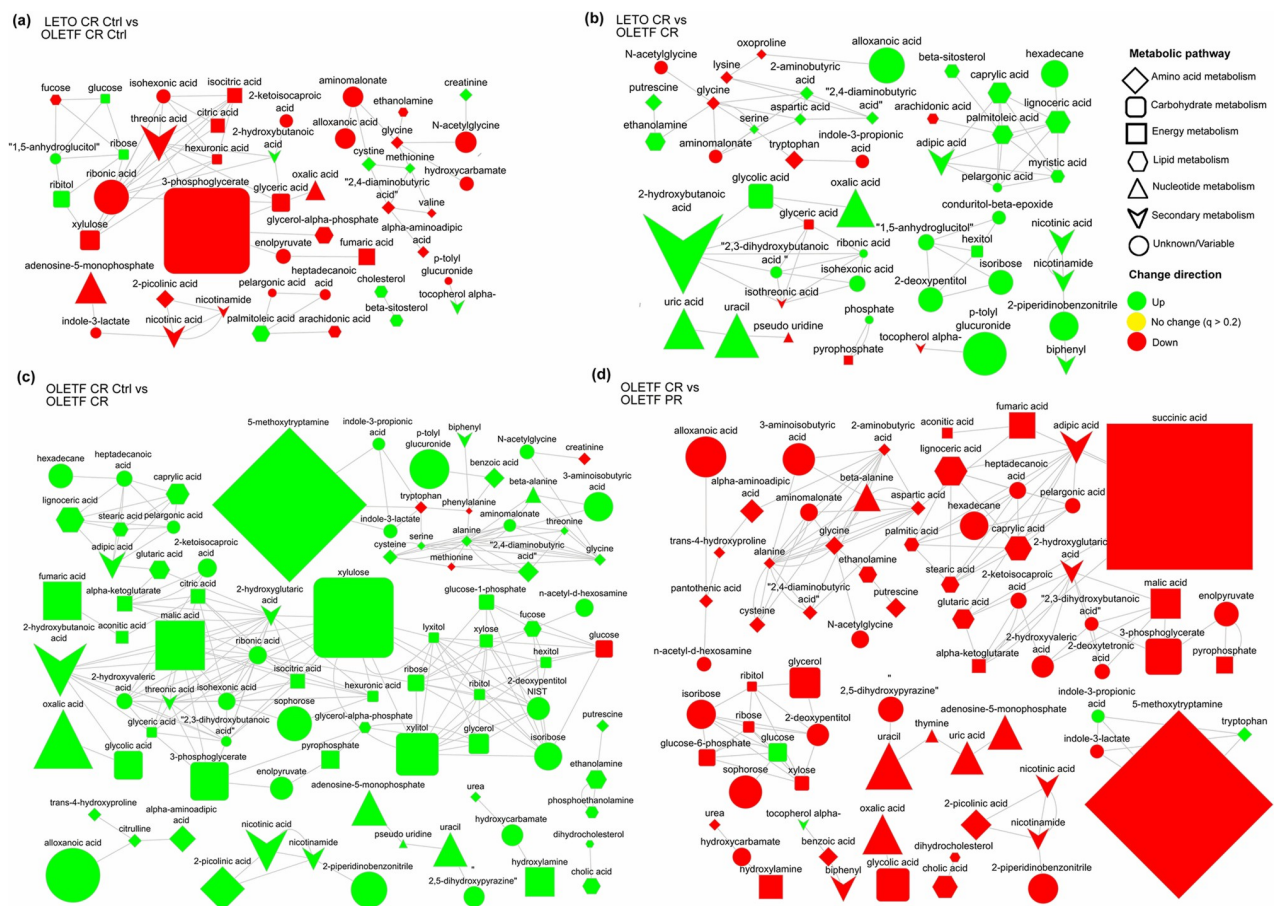 (a)
LETO CR Ctrl vs
OLETF CR Ctrl
fucose
glucose
isohexonic acid
isocitric acid
citric acid
threonic acid
2-ketoisocaproic
acid
2-hydroxybutanoic
acid
"1,5-anhydroglucitol"
ribose
hexuronic acid
ribitol
ribonic acid
3-phosphoglycerate
glyceric acid
xylulose
oxalic acid
glycerol-alpha-phosphate
enolpyruvate
fumaric acid
aminomalonate
alloxanoic acid
ethanolamine
creatinine
glycine
N-acetylglycine
cystine
methionine
hydroxycarbamate
"2,4-diaminobutyric
acid"
valine
alpha-aminoadipic
acid
p-tolyl
glucuronide
tocopherol alpha-
adenosine-5-monophosphate
2-picolinic acid
nicotinamide
nicotinic acid
indole-3-lactate
pelargonic acid
heptadecanoic
acid
palmitoleic acid
arachidonic acid
cholesterol
beta-sitosterol
(b)
LETO CR vs
OLETF CR
N-acetylglycine
oxoproline
lysine
putrescine
glycine
2-aminobutyric
acid
alloxanoic acid
"2,4-diaminobutyric
acid"
aspartic acid
ethanolamine
serine
indole-3-propionic
acid
aminomalonate
tryptophan
beta-sitosterol
hexadecane
caprylic acid
arachidonic acid
lignoceric acid
palmitoleic acid
adipic acid
myristic acid
pelargonic acid
2-hydroxybutanoic
acid
glycolic acid
oxalic acid
glyceric acid
"2,3-dihydroxybutanoic
acid "
ribonic acid
isohexonic acid
isothreonic acid
uric acid
uracil
pseudo uridine
conduritol-beta-epoxide
"1,5-anhydroglucitol"
hexitol
isoribose
2-deoxypentitol
nicotinic acid
nicotinamide
phosphate
pyrophosphate
tocopherol alpha-
p-tolyl
glucuronide
2-piperidinobenzonitrile
biphenyl
Metabolic pathway
Amino acid metabolism
Carbohydrate metabolism
Energy metabolism
Lipid metabolism
Nucleotide metabolism
Secondary metabolism
Unknown/Variable
Change direction
Up
No change (q > 0.2)
Down
(c)
OLETF CR Ctrl vs
OLETF CR
5-methoxytryptamine
hexadecane
heptadecanoic
acid
caprylic acid
lignoceric acid
stearic acid
pelargonic acid
adipic acid
glutaric acid
2-ketoisocaproic
acid
indole-3-propionic
acid
p-tolyl
glucuronide
biphenyl
N-acetylglycine
creatinine
benzoic acid
3-aminoisobutyric
acid
beta-alanine
tryptophan
phenylalanine
aminomalonate
indole-3-lactate
serine
alanine
threonine
cysteine
"2,4-diaminobutyric
acid"
glycine
methionine
fumaric acid
alpha-ketoglutarate
citric acid
2-hydroxyglutaric
acid
xylulose
glucose-1-phosphate
n-acetyl-d-hexosamine
malic acid
aconitic acid
2-hydroxybutanoic
acid
ribonic acid
lyxitol
xylose
fucose
glucose
hexitol
isocitric acid
ribose
2-hydroxyvaleric
acid
threonic acid
isohexonic acid
hexuronic acid
ribitol
2-deoxypentitol
NIST
oxalic acid
sophorose
glyceric acid
"2,3-dihydroxybutanoic
acid"
glycerol-alpha-phosphate
xylitol
glycerol
isoribose
putrescine
glycolic acid
3-phosphoglycerate
pyrophosphate
enolpyruvate
ethanolamine
adenosine-5-monophosphate
urea
phosphoethanolamine
trans-4-hydroxyproline
alpha-aminoadipic
acid
citrulline
nicotinic acid
nicotinamide
pseudo uridine
uracil
hydroxycarbamate
dihydrocholesterol
alloxanoic acid
2-picolinic acid
2-piperidinobenzonitrile
"
2,5-dihydroxypyrazine"
hydroxylamine
cholic acid
(d)
OLETF CR vs
OLETF PR
alloxanoic acid
3-aminoisobutyric
acid
2-aminobutyric
acid
aconitic acid
fumaric acid
adipic acid
succinic acid
lignoceric acid
heptadecanoic
acid
alpha-aminoadipic
acid
beta-alanine
aminomalonate
aspartic acid
hexadecane
pelargonic acid
trans-4-hydroxyproline
glycine
palmitic acid
caprylic acid
alanine
ethanolamine
2-hydroxyglutaric
acid
pantothenic acid
"2,4-diaminobutyric
acid"
putrescine
stearic acid
2-ketoisocaproic
acid
malic acid
cysteine
glutaric acid
"2,3-dihydroxybutanoic
acid"
enolpyruvate
N-acetylglycine
2-hydroxyvaleric
acid
2-deoxytetronic
acid
3-phosphoglycerate
alpha-ketoglutarate
pyrophosphate
n-acetyl-d-hexosamine
ribitol
glycerol
isoribose
ribose
2-deoxypentitol
glucose
glucose-6-phosphate
xylose
sophorose
"
2,5-dihydroxypyrazine"
adenosine-5-monophosphate
thymine
uric acid
uracil
indole-3-propionic
acid
5-methoxytryptamine
tryptophan
indole-3-lactate
nicotinic acid
2-picolinic acid
nicotinamide
urea
tocopherol alpha-
oxalic acid
hydroxycarbamate
benzoic acid
dihydrocholesterol
2-piperidinobenzonitrile
hydroxylamine
biphenyl
glycolic acid
cholic acid